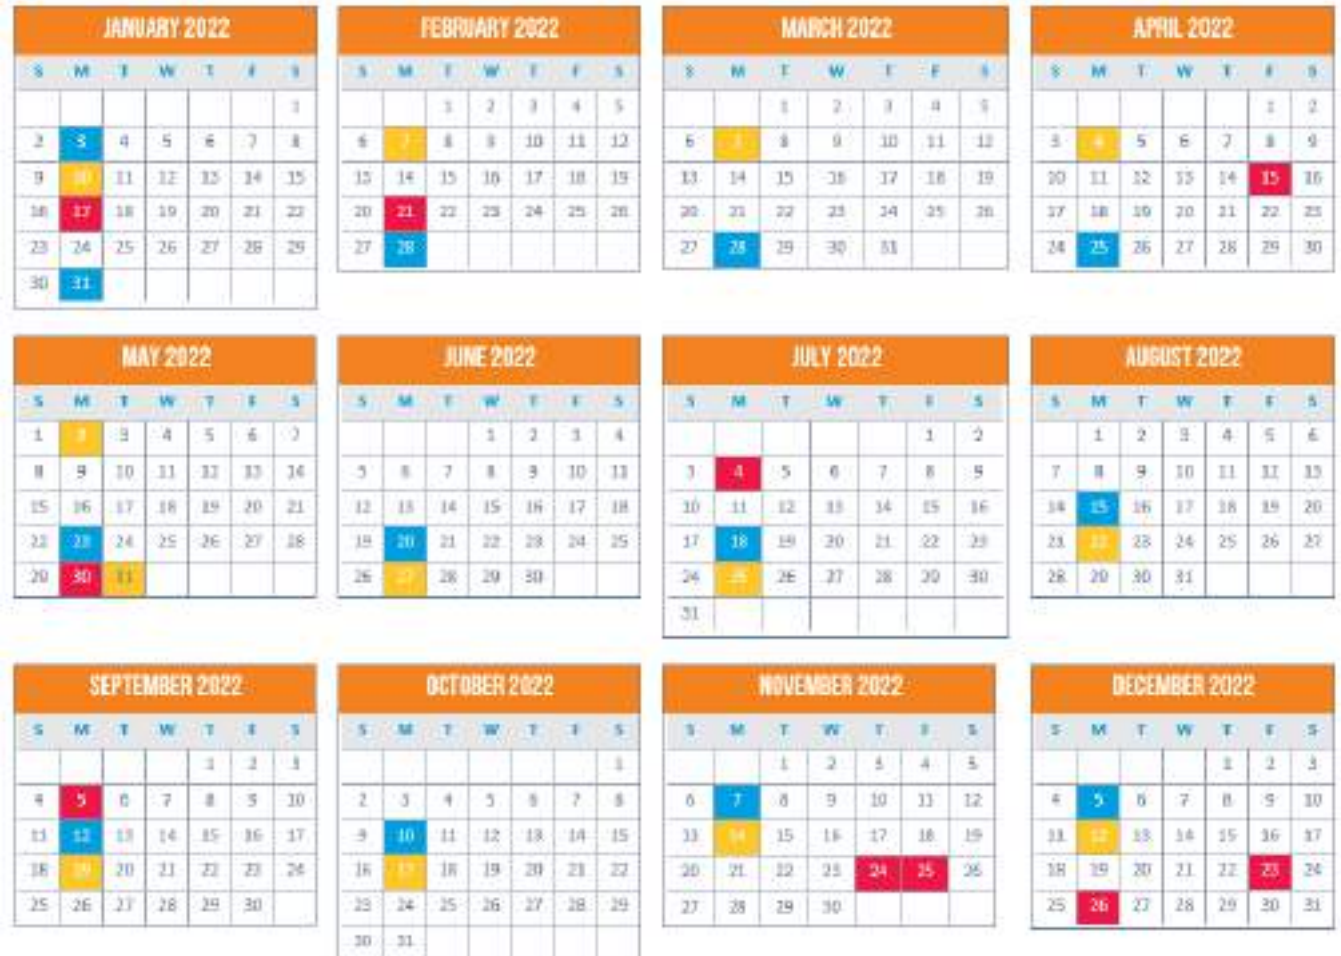 JANUARY 2022
S M T W T F S
1
2 3 4 5 6 7 8
9 10 11 12 13 14 15
16 17 18 19 20 21 22
23 24 25 26 27 28 29
30 31
FEBRUARY 2022
S M T W T F S
1 2 3 4 5
6 7 8 9 10 11 12
13 14 15 16 17 18 19
20 21 22 23 24 25 26
27 28
MARCH 2022
S M T W T F S
1 2 3 4 5
6 7 8 9 10 11 12
13 14 15 16 17 18 19
20 21 22 23 24 25 26
27 28 29 30 31
APRIL 2022
S M T W T F S
1 2
3 4 5 6 7 8 9
10 11 12 13 14 15 16
17 18 19 20 21 22 23
24 25 26 27 28 29 30
MAY 2022
S M T W T F S
1 2 3 4 5 6 7
8 9 10 11 12 13 14
15 16 17 18 19 20 21
22 23 24 25 26 27 28
29 30 31
JUNE 2022
S M T W T F S
1 2 3 4
5 6 7 8 9 10 11
12 13 14 15 16 17 18
19 20 21 22 23 24 25
26 27 28 29 30
JULY 2022
S M T W T F S
1 2
3 4 5 6 7 8 9
10 11 12 13 14 15 16
17 18 19 20 21 22 23
24 25 26 27 28 29 30
31
AUGUST 2022
S M T W T F S
1 2 3 4 5 6
7 8 9 10 11 12 13
14 15 16 17 18 19 20
21 22 23 24 25 26 27
28 29 30 31
SEPTEMBER 2022
S M T W T F S
1 2 3
4 5 6 7 8 9 10
11 12 13 14 15 16 17
18 19 20 21 22 23 24
25 26 27 28 29 30
OCTOBER 2022
S M T W T F S
1
2 3 4 5 6 7 8
9 10 11 12 13 14 15
16 17 18 19 20 21 22
23 24 25 26 27 28 29
30 31
NOVEMBER 2022
S M T W T F S
1 2 3 4 5
6 7 8 9 10 11 12
13 14 15 16 17 18 19
20 21 22 23 24 25 26
27 28 29 30
DECEMBER 2022
S M T W T F S
1 2 3
4 5 6 7 8 9 10
11 12 13 14 15 16 17
18 19 20 21 22 23 24
25 26 27 28 29 30 31